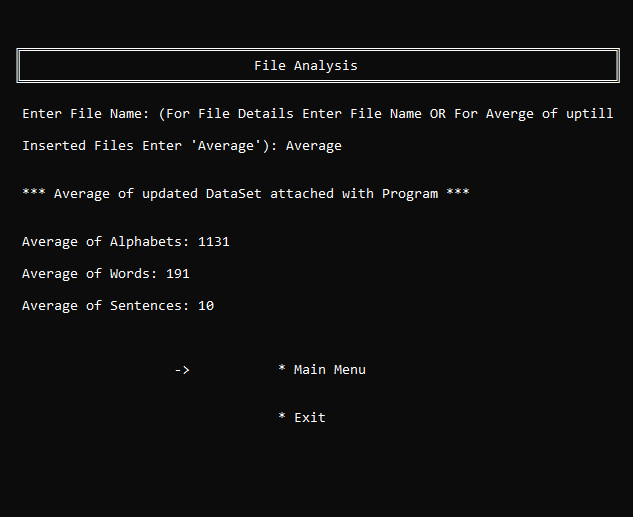 File Analysis
Enter File Name: (For File Details Enter File Name OR For Averge of uptill
Inserted Files Enter 'Average'): Average
*** Average of updated DataSet attached with Program ***
Average of Alphabets: 1131
Average of Words: 191
Average of Sentences: 10
-> * Main Menu
* Exit